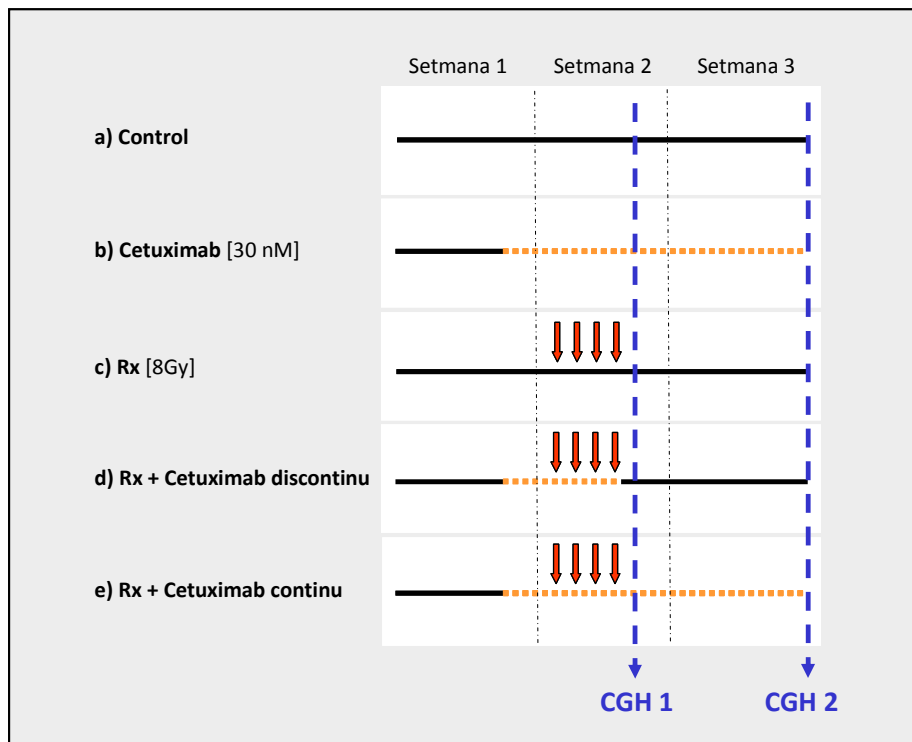 Setmana 1 Setmana 2 Setmana 3
a) Control
b) Cetuximab [30 nM]
c) Rx [8Gy]
d) Rx + Cetuximab discontinu
e) Rx + Cetuximab continu
CGH 1 CGH 2